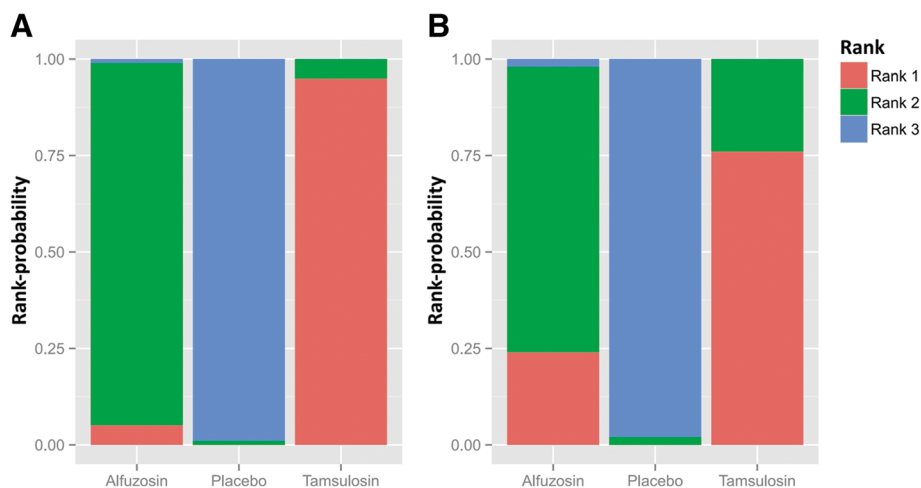 A
Rank-probability
1.00
0.75
0.50
0.25
0.00
Alfuzosin Placebo Tamsulosin
B
Rank-probability
1.00
0.75
0.50
0.25
0.00
Alfuzosin Placebo Tamsulosin
Rank
Rank 1
Rank 2
Rank 3